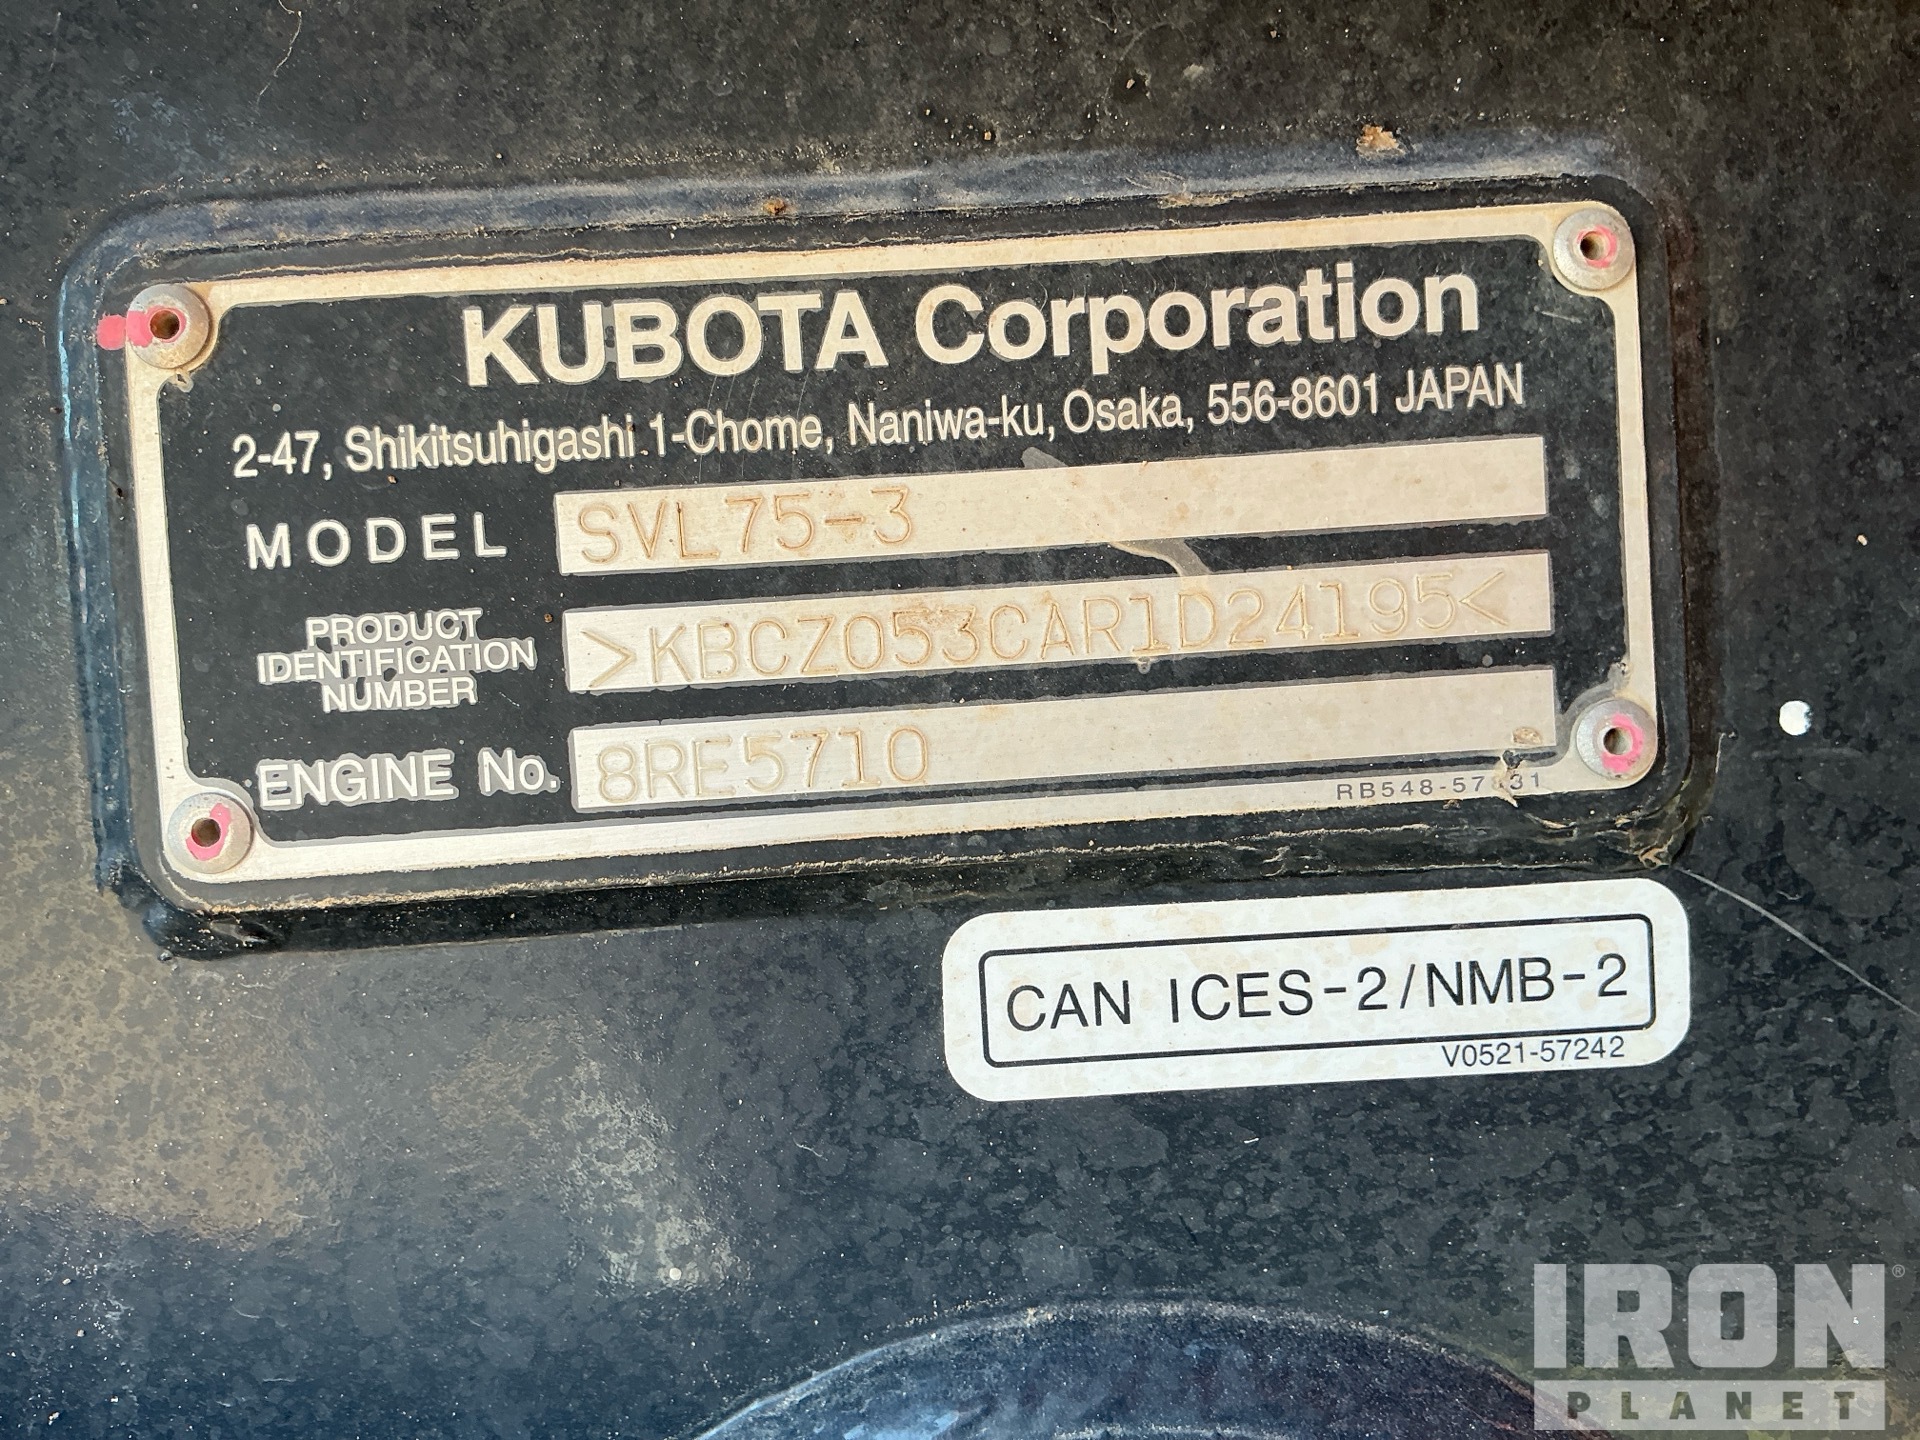 KUBOTA Corporation
2-47, Shikitsuhigashi 1-Chome, Naniwa-ku, Osaka, 556-8601 JAPAN
MODEL SVL75-3
PRODUCT
IDENTIFICATION
NUMBER
>KBCZ053CAR1D24195<
ENGINE No. 8RE5710
CAN ICES-2/NMB-2
V0521-57242
IRON®
PLANET